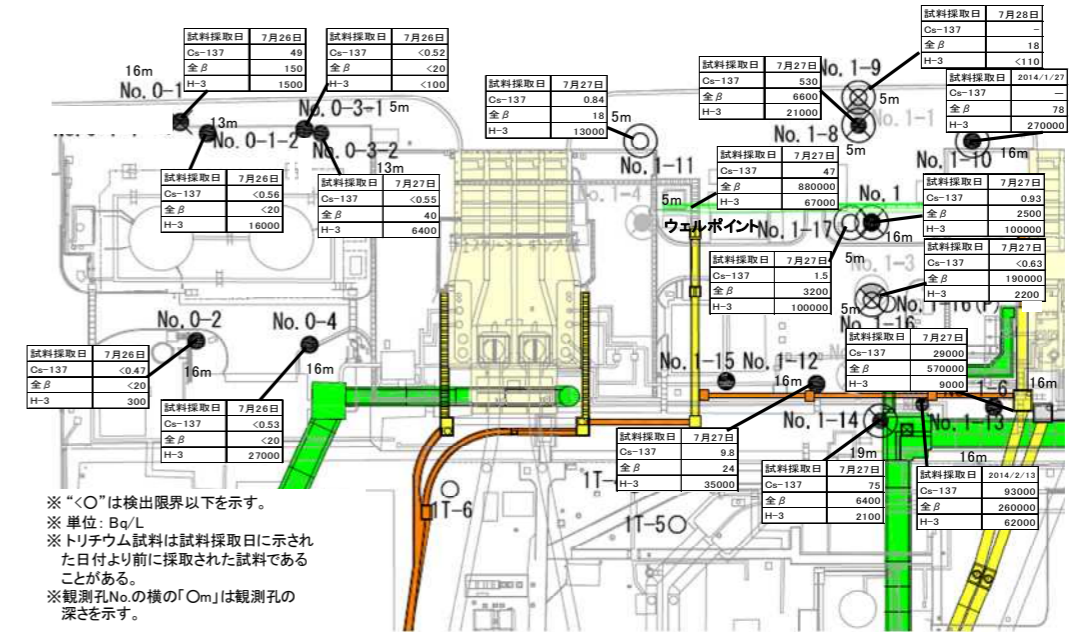 試料採取日 7月26日
Cs-137 49
全β 150
H-3 1500
試料採取日 7月26日
Cs-137 <0.52
全β <20
H-3 <100
試料採取日 7月28日
Cs-137 -
全β 18
H-3 <110
16m
No. 0-1
試料採取日 7月27日
Cs-137 530
全β 6600
H-3 21000
No. 1-9
5m
試料採取日 2014/1/27
Cs-137 -
全β 78
H-3 270000
試料採取日 7月27日
Cs-137 0.84
全β 18
H-3 13000
5m
No. 1-11
No. 0-3-1 5m
13m
No. 0-1-2
No. 0-3-2
13m
No. 1-8
5m
No. 1-1
No. 1-10
16m
試料採取日 7月26日
Cs-137 <0.56
全β <20
H-3 16000
試料採取日 7月27日
Cs-137 <0.55
全β 40
H-3 6400
試料採取日 7月27日
Cs-137 47
全β 880000
H-3 67000
5m
ウェルポイント
No. 1-17
No. 1
16m
5m
試料採取日 7月27日
Cs-137 0.93
全β 2500
H-3 100000
No. 1-3
試料採取日 7月27日
Cs-137 <0.63
全β 190000
H-3 2200
試料採取日 7月27日
Cs-137 1.5
全β 3200
H-3 100000
5m
No. 1-16(P)
No. 1-16
No. 0-2
16m
No. 0-4
16m
試料採取日 7月26日
Cs-137 <0.47
全β <20
H-3 300
試料採取日 7月26日
Cs-137 <0.53
全β <20
H-3 27000
試料採取日 7月27日
Cs-137 29000
全β 570000
H-3 9000
No. 1-15
No. 1-12
16m
1-6
16m
No. 1-14
19m
No. 1-13
16m
試料採取日 7月27日
Cs-137 9.8
全β 24
H-3 35000
試料採取日 7月27日
Cs-137 75
全β 6400
H-3 2100
試料採取日 2014/2/13
Cs-137 93000
全β 260000
H-3 62000
1T-6
1T-5
※ “<○”は検出限界以下を示す。
※ 単位: Bq/L
※ トリチウム試料は試料採取日に示され
た日付より前に採取された試料である
ことがある。
※観測孔No.の横の「○m」は観測孔の
深さを示す。